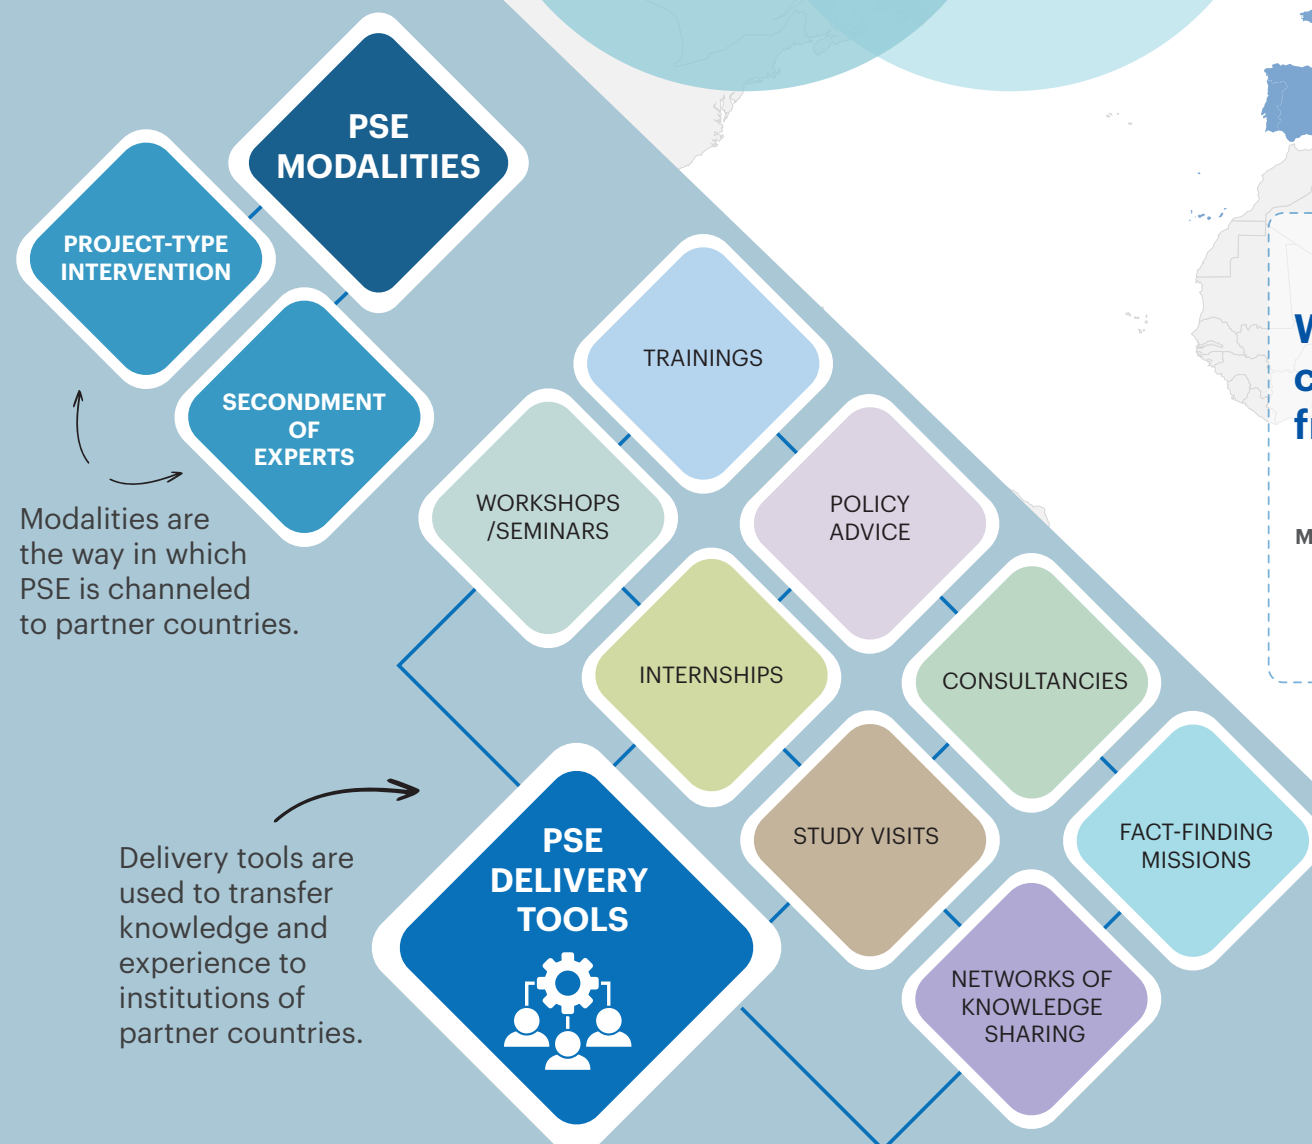 PSE
MODALITIES
PROJECT-TYPE
INTERVENTION
SECONDMENT
OF
EXPERTS
Modalities are
the way in which
PSE is channeled
to partner countries.
TRAININGS
WORKSHOPS
/SEMINARS
POLICY
ADVICE
INTERNSHIPS
CONSULTANCIES
STUDY VISITS
FACT-FINDING
MISSIONS
NETWORKS OF
KNOWLEDGE
SHARING
PSE
DELIVERY
TOOLS
Delivery tools are
used to transfer
knowledge and
experience to
institutions of
partner countries.